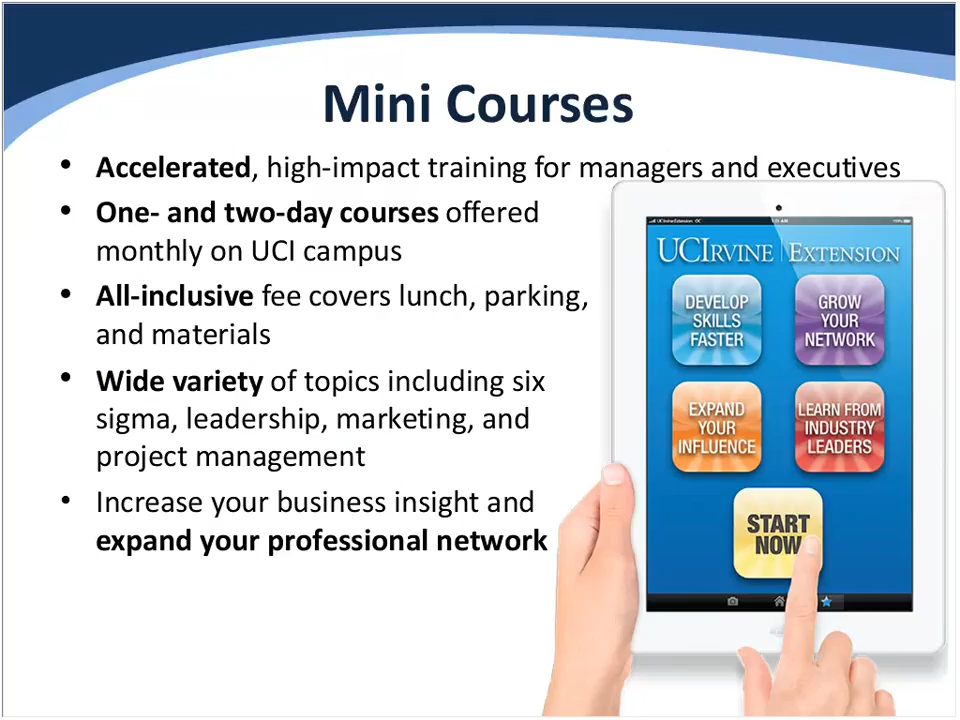 Mini Courses
• Accelerated, high-impact training for managers and executives
• One- and two-day courses offered
monthly on UCI campus
• All-inclusive fee covers lunch, parking,
and materials
• Wide variety of topics including six
sigma, leadership, marketing, and
project management
• Increase your business insight and
expand your professional network
UCIRVINE | EXTENSION
DEVELOP
SKILLS
FASTER
GROW
YOUR
NETWORK
EXPAND
YOUR
INFLUENCE
LEARN FROM
INDUSTRY
LEADERS
START
NOW